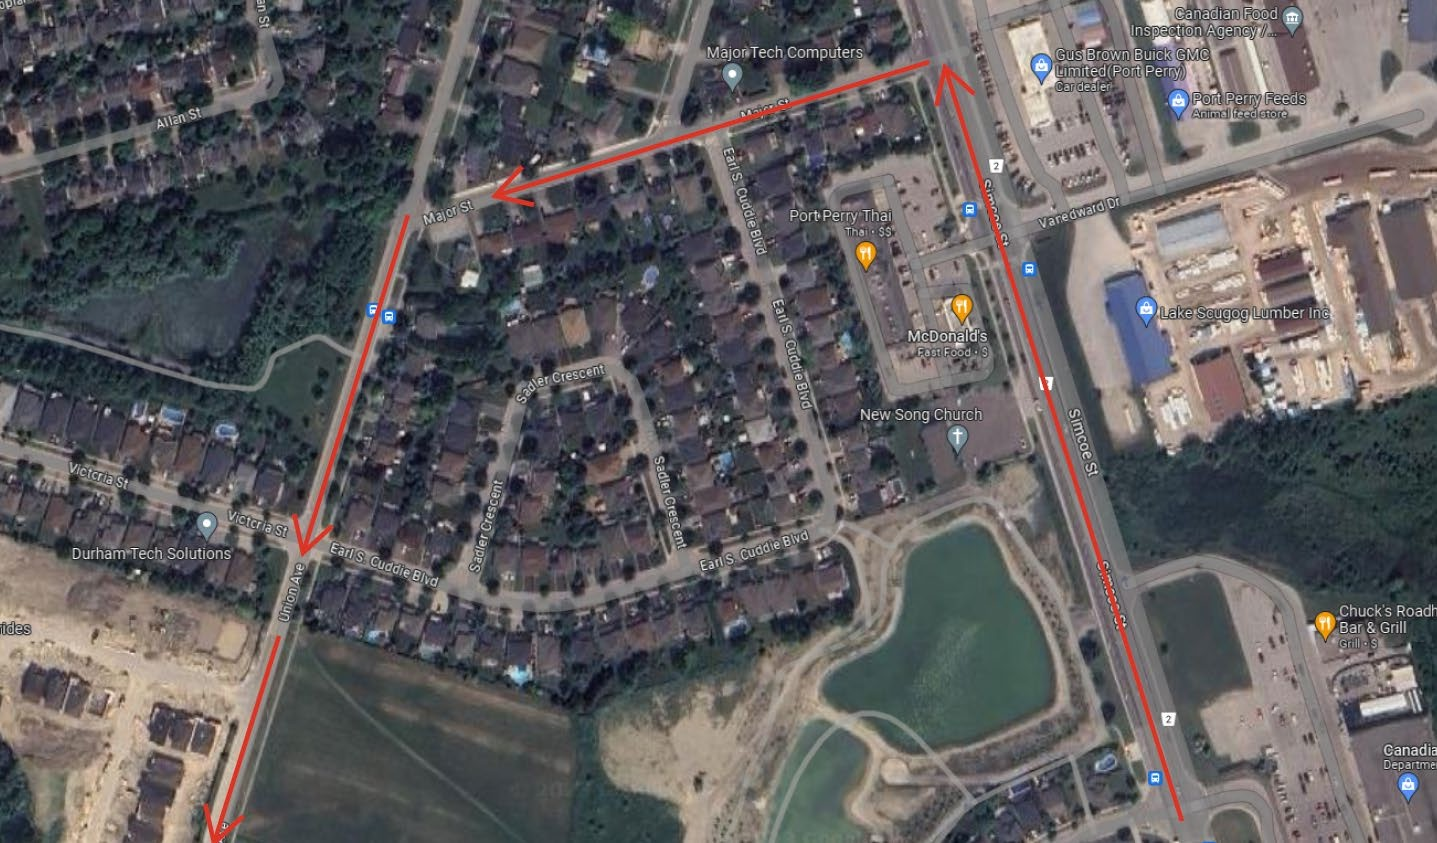 Canadian Food
Inspection Agency /...
Major Tech Computers
Gus Brown Buick GMC
Limited(Port Perry)
Car dealer
Port Perry Feeds
Animal feed store
Major St
Allan St
2
Earl S. Cuddie Blvd
Simcoe St
Varedward Dr
Major St
Port Perry Thai
Thai • $$
Lake Scugog Lumber Inc.
McDonald's
Fast Food • $
Earl S. Cuddie Blvd
Sadler Crescent
New Song Church
Simcoe St
Victoria St
Sadler Crescent
Sadler Crescent
Victoria St
Durham Tech Solutions
Earl S. Cuddie Blvd
Earl S. Cuddie Blvd
Union Ave
Simcoe St
Chuck's Roadh
Bar & Grill
Grill • $
2
Canadia
Departmen